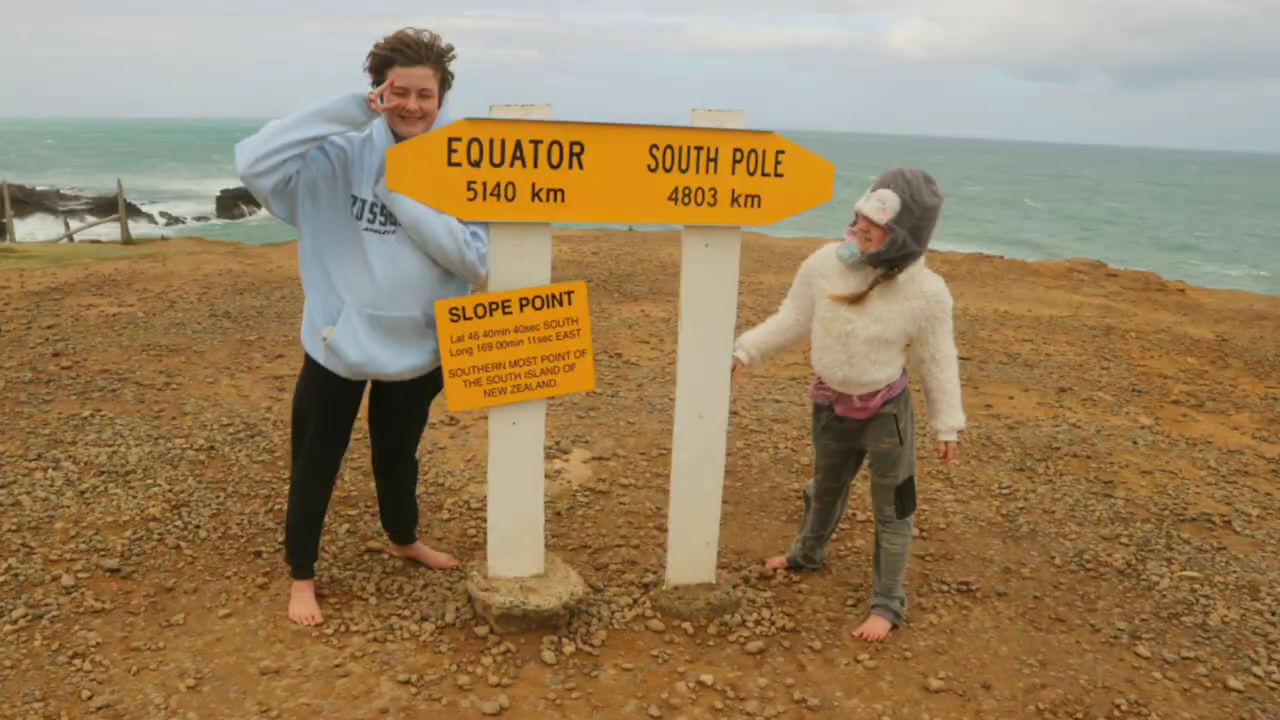 EQUATOR
5140 km
SOUTH POLE
4803 km
SLOPE POINT
Lat 46 40min 40sec SOUTH
Long 169 00min 11sec EAST
SOUTHERN MOST POINT OF
THE SOUTH ISLAND OF
NEW ZEALAND.